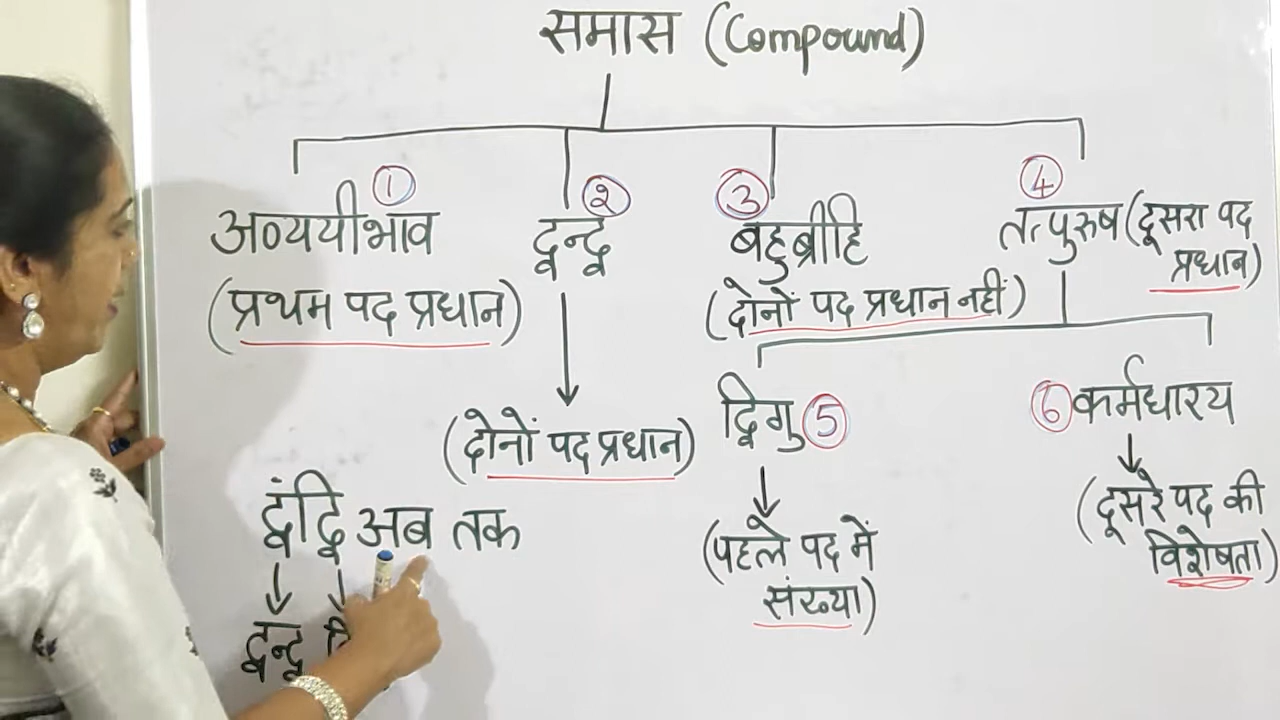 समास (Compound)
① ② ③ ④
अव्ययीभाव द्वन्द्व बहुब्रीहि तत्पुरुष (दूसरा पद
प्रधान)
(प्रथम पद प्रधान) (दोनों पद प्रधान नहीं)
द्विगु ⑤ ⑥ कर्मधारय
(दोनों पद प्रधान)
द्वंद्वि अब तक (पहले पद में (दूसरे पद की
संख्या) विशेषता)
द्वन्द्व